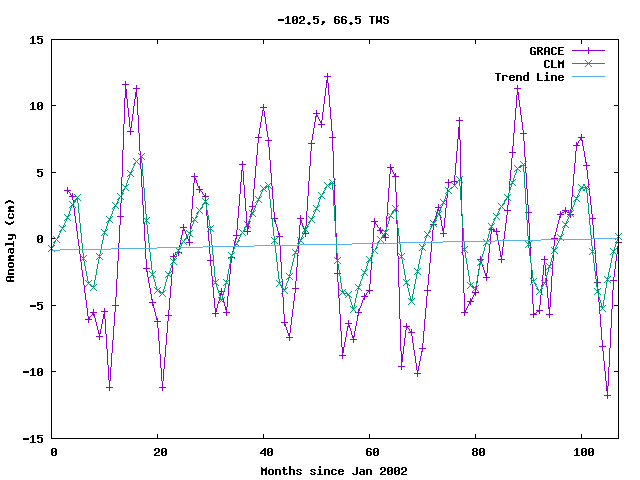 -102.5, 66.5 TWS
15
GRACE
CLM
Trend Line
10
5
0
-5
-10
-15
Anomaly (cm)
0 20 40 60 80 100
Months since Jan 2002